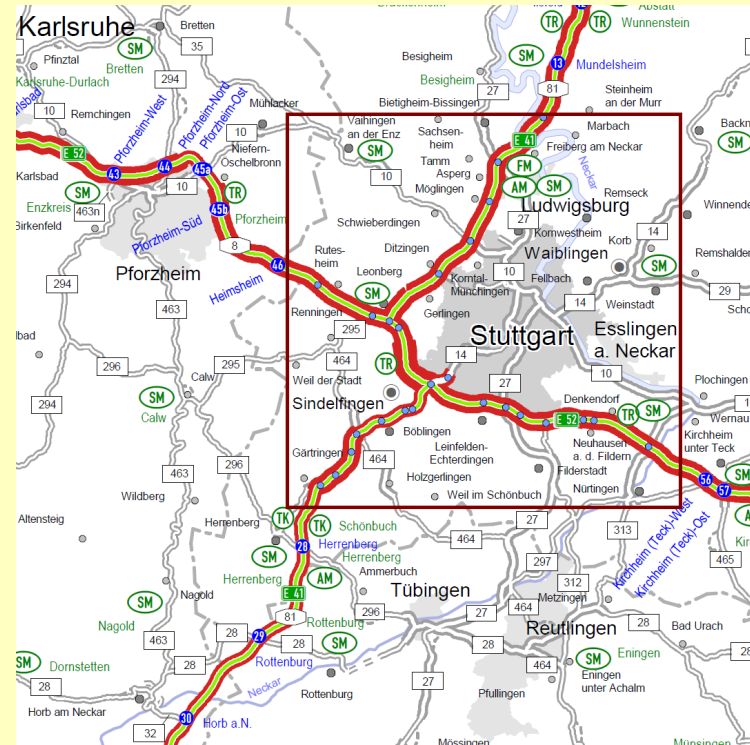 Karlsruhe
Bretten
SM
Bretten
35
294
Pfinztal
Karlsruhe-Durlach
10
Remchingen
Mühlacker
10
Niefern-
Öschelbronn
E 52
43
Pforzheim-West
44
Pforzheim-Nord
45a
Pforzheim-Ost
45b
Pforzheim-Süd
TR
Pforzheim
Karlsbad
SM
Enzkreis
463n
Birkenfeld
10
8
Pforzheim
46
Heimsheim
294
463
296
295
294
Calw
SM
Calw
463
296
Wildberg
Altensteig
Nagold
SM
Nagold
463
SM
Dornstetten
28
28
Horb am Neckar
32
30
Horb a.N.
Neckar
TR
TR
Abstatt
Wunnenstein
SM
13
Mundelsheim
Besigheim
Besigheim
27
81
Steinheim
an der Murr
Bietigheim-Bissingen
Vaihingen
an der Enz
SM
Sachsen-
heim
E 41
Marbach
Freiberg am Neckar
Tamm
Asperg
Möglingen
FM
AM
SM
Neckar
Ludwigsburg
Remseck
10
27
Schwieberdingen
Kornwestheim
Ditzingen
Waiblingen
Korb
14
SM
Winnenden
Remshalden
Rutes-
heim
Leonberg
SM
Korntal-
Münchingen
10
Fellbach
14
Weinstadt
29
Renningen
Gerlingen
295
Stuttgart
Esslingen
a. Neckar
464
TR
14
10
Weil der Stadt
27
Plochingen
Sindelfingen
Denkendorf
TR
SM
Wernau
E 52
Böblingen
Gärtringen
Leinfelden-
Echterdingen
Neuhausen
a. d. Fildern
Kirchheim
unter Teck
Filderstadt
464
Holzgerlingen
Nürtingen
56
57
SM
Weil im Schönbuch
27
Herrenberg
TK
TK
Schönbuch
464
313
Kirchheim (Teck)-West
Kirchheim (Teck)-Ost
465
28
Herrenberg
Herrenberg
SM
Herrenberg
AM
Ammerbuch
297
312
E 41
Tübingen
Metzingen
81
Rottenburg
296
27
464
28
29
28
Rottenburg
SM
Reutlingen
28
Bad Urach
28
28
464
SM
Eningen
Eningen
unter Achalm
Neckar
Rottenburg
27
Pfullingen
Mössingen
Münsingen